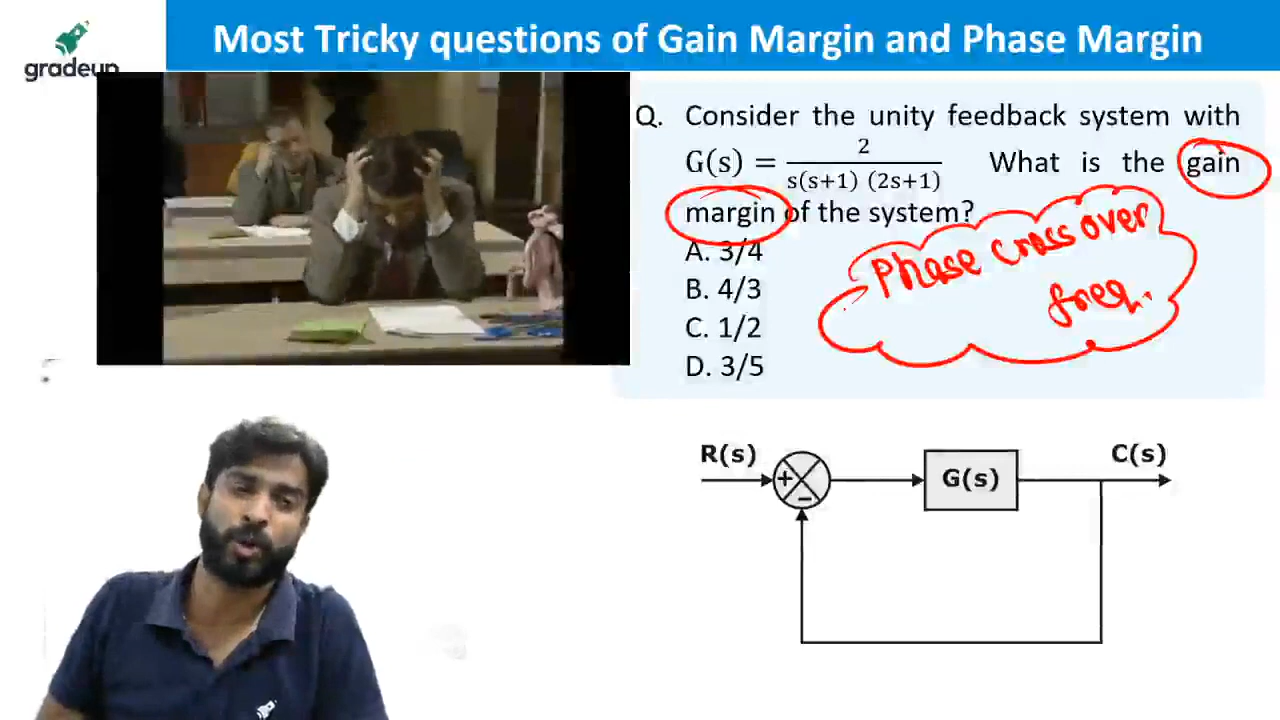 gradeup
Most Tricky questions of Gain Margin and Phase Margin
Q. Consider the unity feedback system with
G(s) = 2/(s(s+1) (2s+1)) What is the gain
margin of the system?
A. 3/4
B. 4/3
C. 1/2
D. 3/5
Phase cross over
freq.
R(s)
+
−
G(s)
C(s)